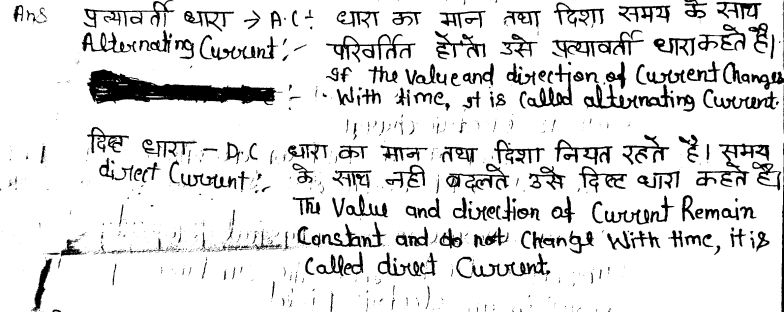 Ans प्रत्यावर्ती धारा → A.C :- धारा का मान तथा दिशा समय के साथ
Alternating Current :- परिवर्तित होतो उसे प्रत्यावर्ती धारा कहते है।
If the Value and direction of Current Changes
:- With time, it is Called alternating Current.
दिष्ट धारा - D.C धारा का मान तथा दिशा नियत रहते है। समय
direct Current :- के साथ नही बदलते उसे दिष्ट धारा कहते है।
The Value and direction of Current Remain
Constant and do not Change With time, it is
Called direct Current.